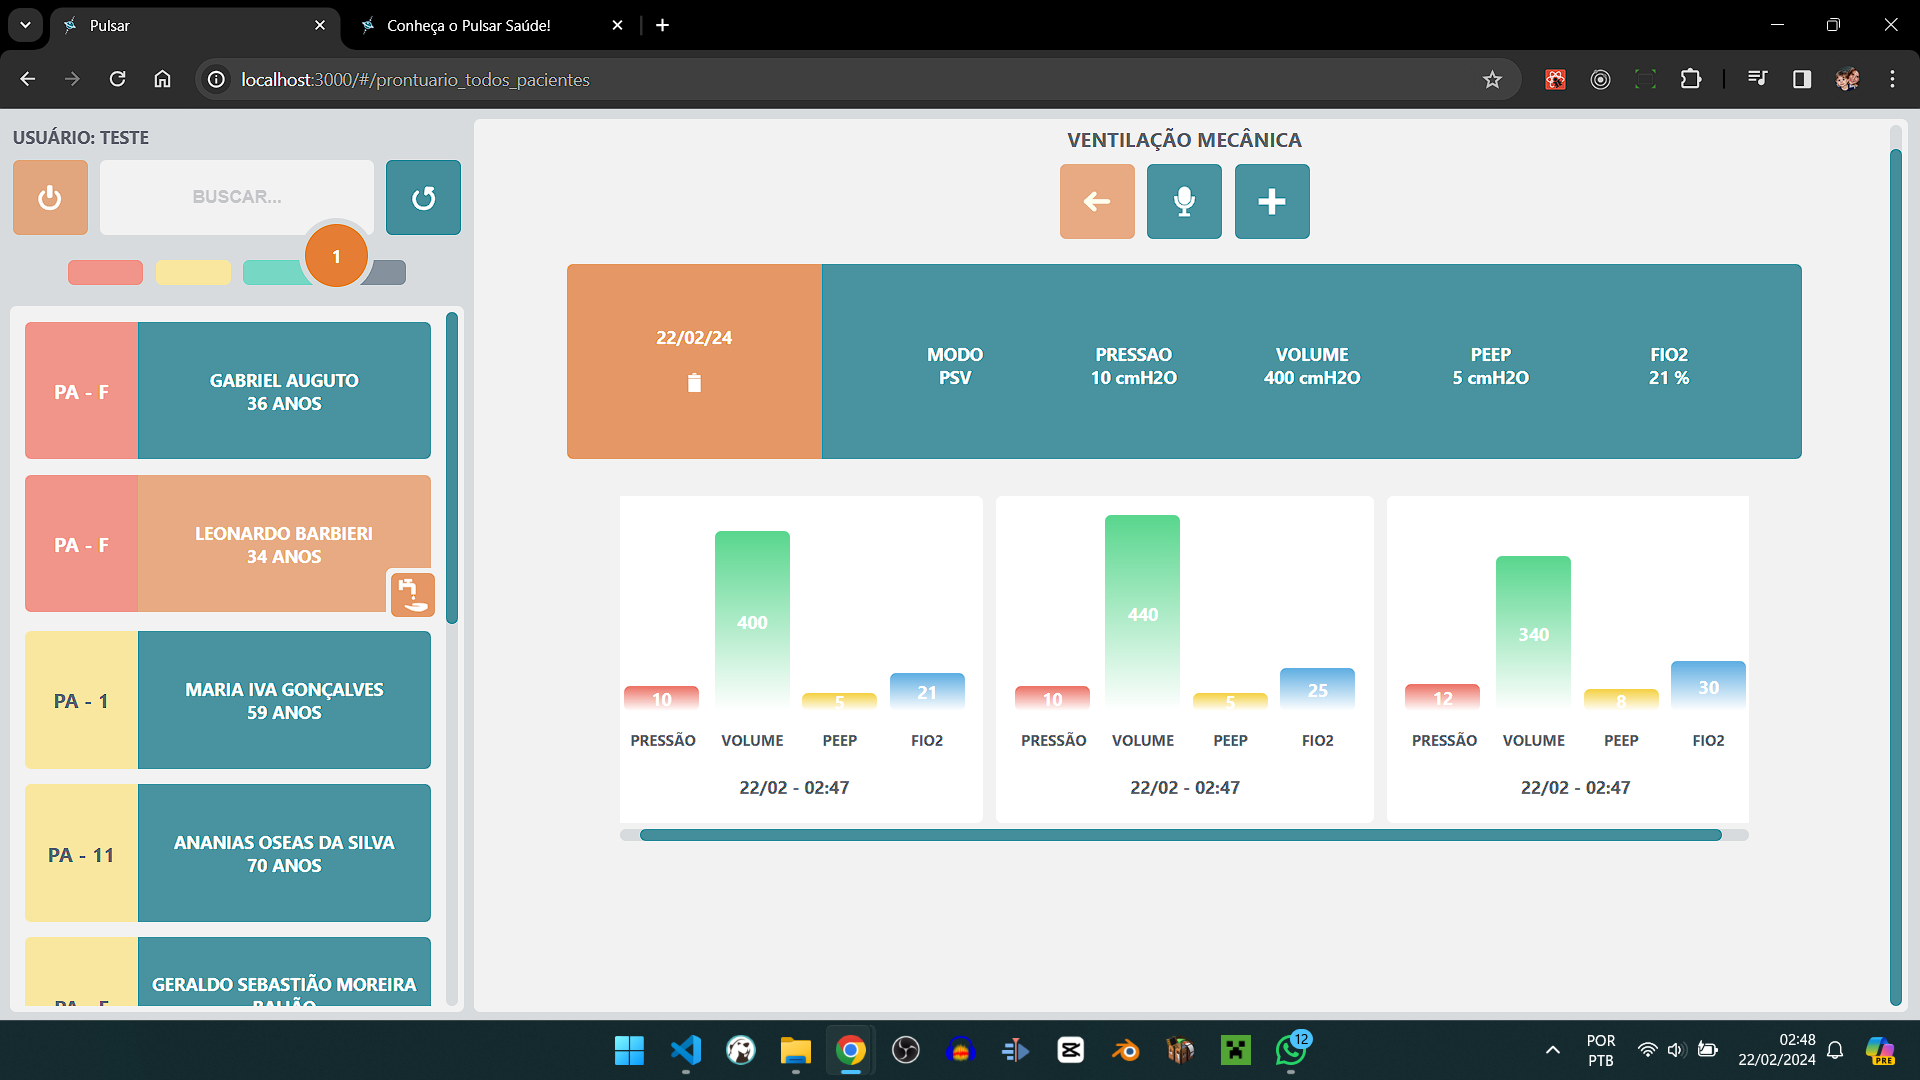 Pulsar
Conheça o Pulsar Saúde!
localhost:3000/#/prontuario_todos_pacientes
USUÁRIO: TESTE
BUSCAR...
1
PA - F
GABRIEL AUGUTO
36 ANOS
PA - F
LEONARDO BARBIERI
34 ANOS
PA - 1
MARIA IVA GONÇALVES
59 ANOS
PA - 11
ANANIAS OSEAS DA SILVA
70 ANOS
GERALDO SEBASTIÃO MOREIRA
VENTILAÇÃO MECÂNICA
22/02/24
MODO
PSV
PRESSAO
10 cmH2O
VOLUME
400 cmH2O
PEEP
5 cmH2O
FIO2
21 %
10
400
5
21
PRESSÃO
VOLUME
PEEP
FIO2
22/02 - 02:47
10
440
5
25
PRESSÃO
VOLUME
PEEP
FIO2
22/02 - 02:47
12
340
8
30
PRESSÃO
VOLUME
PEEP
FIO2
22/02 - 02:47
12
POR
PTB
02:48
22/02/2024
PRE